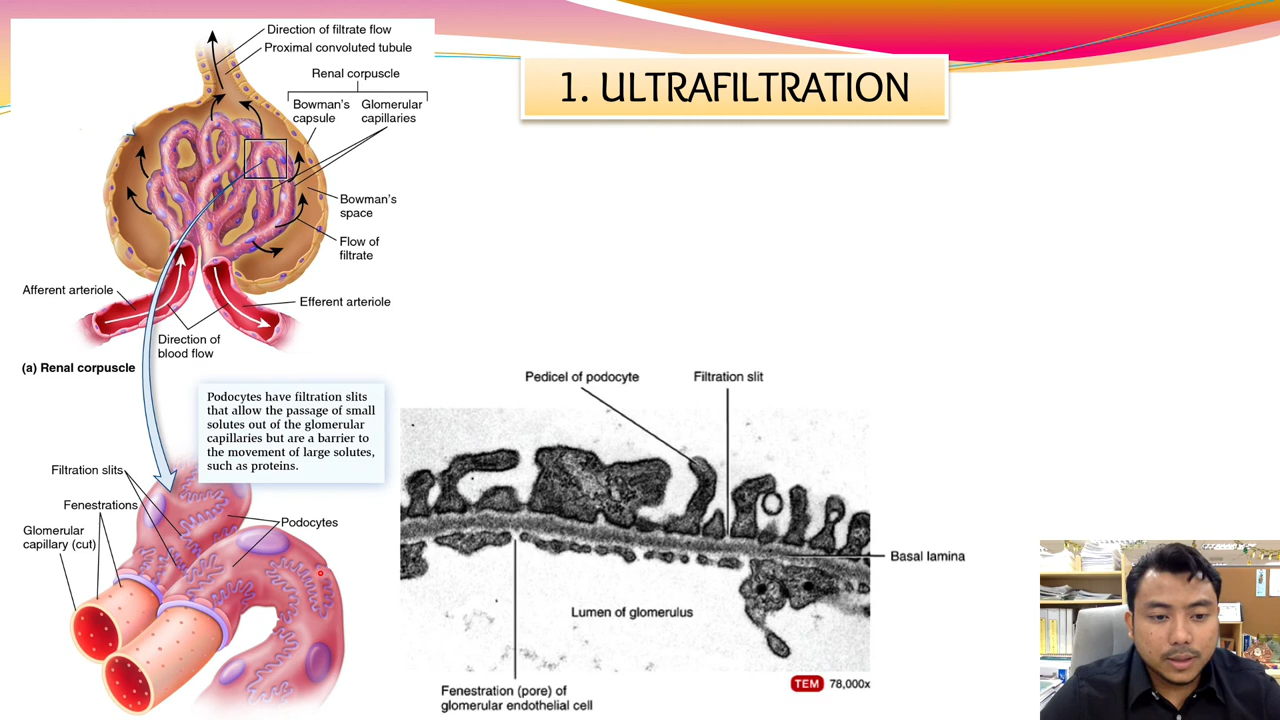 1. ULTRAFILTRATION
Direction of filtrate flow
Proximal convoluted tubule
Renal corpuscle
Bowman's
capsule
Glomerular
capillaries
Bowman's
space
Flow of
filtrate
Afferent arteriole
Efferent arteriole
Direction of
blood flow
(a) Renal corpuscle
Podocytes have filtration slits
that allow the passage of small
solutes out of the glomerular
capillaries but are a barrier to
the movement of large solutes,
such as proteins.
Filtration slits
Fenestrations
Glomerular
capillary (cut)
Podocytes
Pedicel of podocyte
Filtration slit
Basal lamina
Lumen of glomerulus
Fenestration (pore) of
glomerular endothelial cell
TEM 78,000x